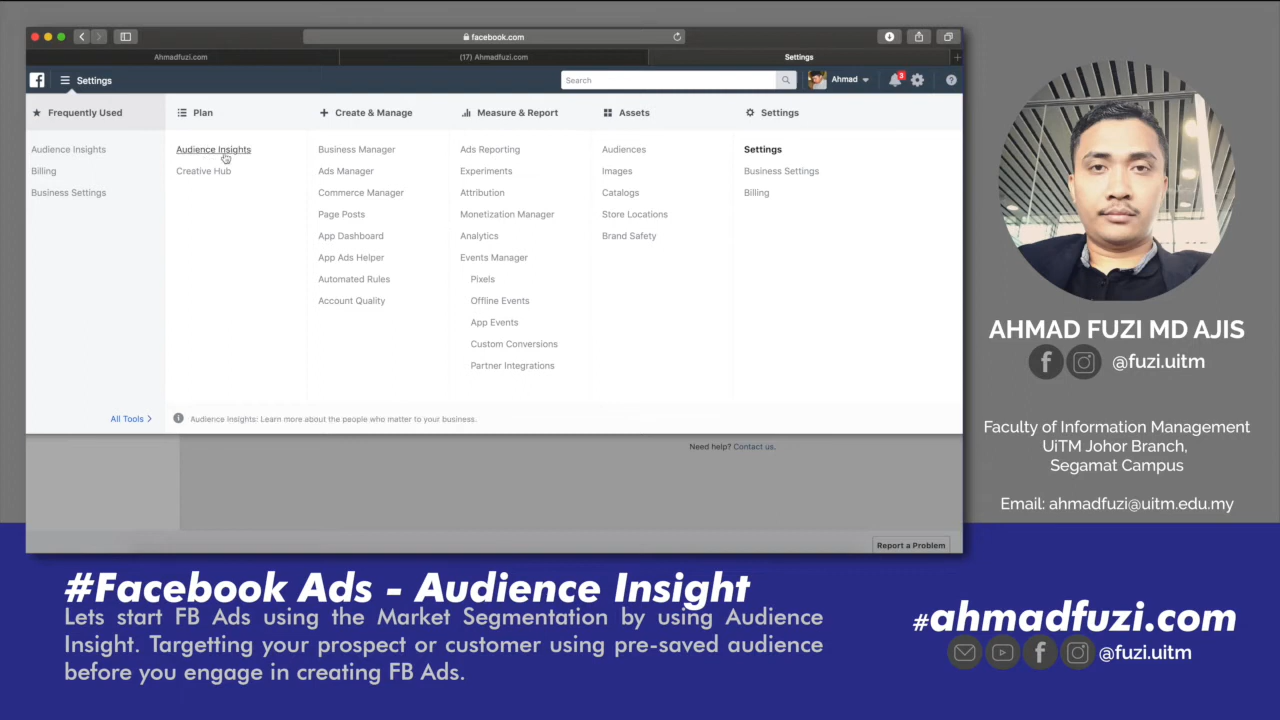 facebook.com
Ahmadfuzi.com
(17) Ahmadfuzi.com
Settings
Settings
Search
Ahmad
3
Frequently Used
Plan
Create & Manage
Measure & Report
Assets
Settings
Audience Insights
Billing
Business Settings
Audience Insights
Creative Hub
Business Manager
Ads Manager
Commerce Manager
Page Posts
App Dashboard
App Ads Helper
Automated Rules
Account Quality
Ads Reporting
Experiments
Attribution
Monetization Manager
Analytics
Events Manager
Pixels
Offline Events
App Events
Custom Conversions
Partner Integrations
Audiences
Images
Catalogs
Store Locations
Brand Safety
Settings
Business Settings
Billing
All Tools
Audience Insights: Learn more about the people who matter to your business.
Need help? Contact us.
Report a Problem
AHMAD FUZI MD AJIS
@fuzi.uitm
Faculty of Information Management
UiTM Johor Branch,
Segamat Campus
Email: ahmadfuzi@uitm.edu.my
#Facebook Ads - Audience Insight
Lets start FB Ads using the Market Segmentation by using Audience
Insight. Targetting your prospect or customer using pre-saved audience
before you engage in creating FB Ads.
#ahmadfuzi.com
@fuzi.uitm